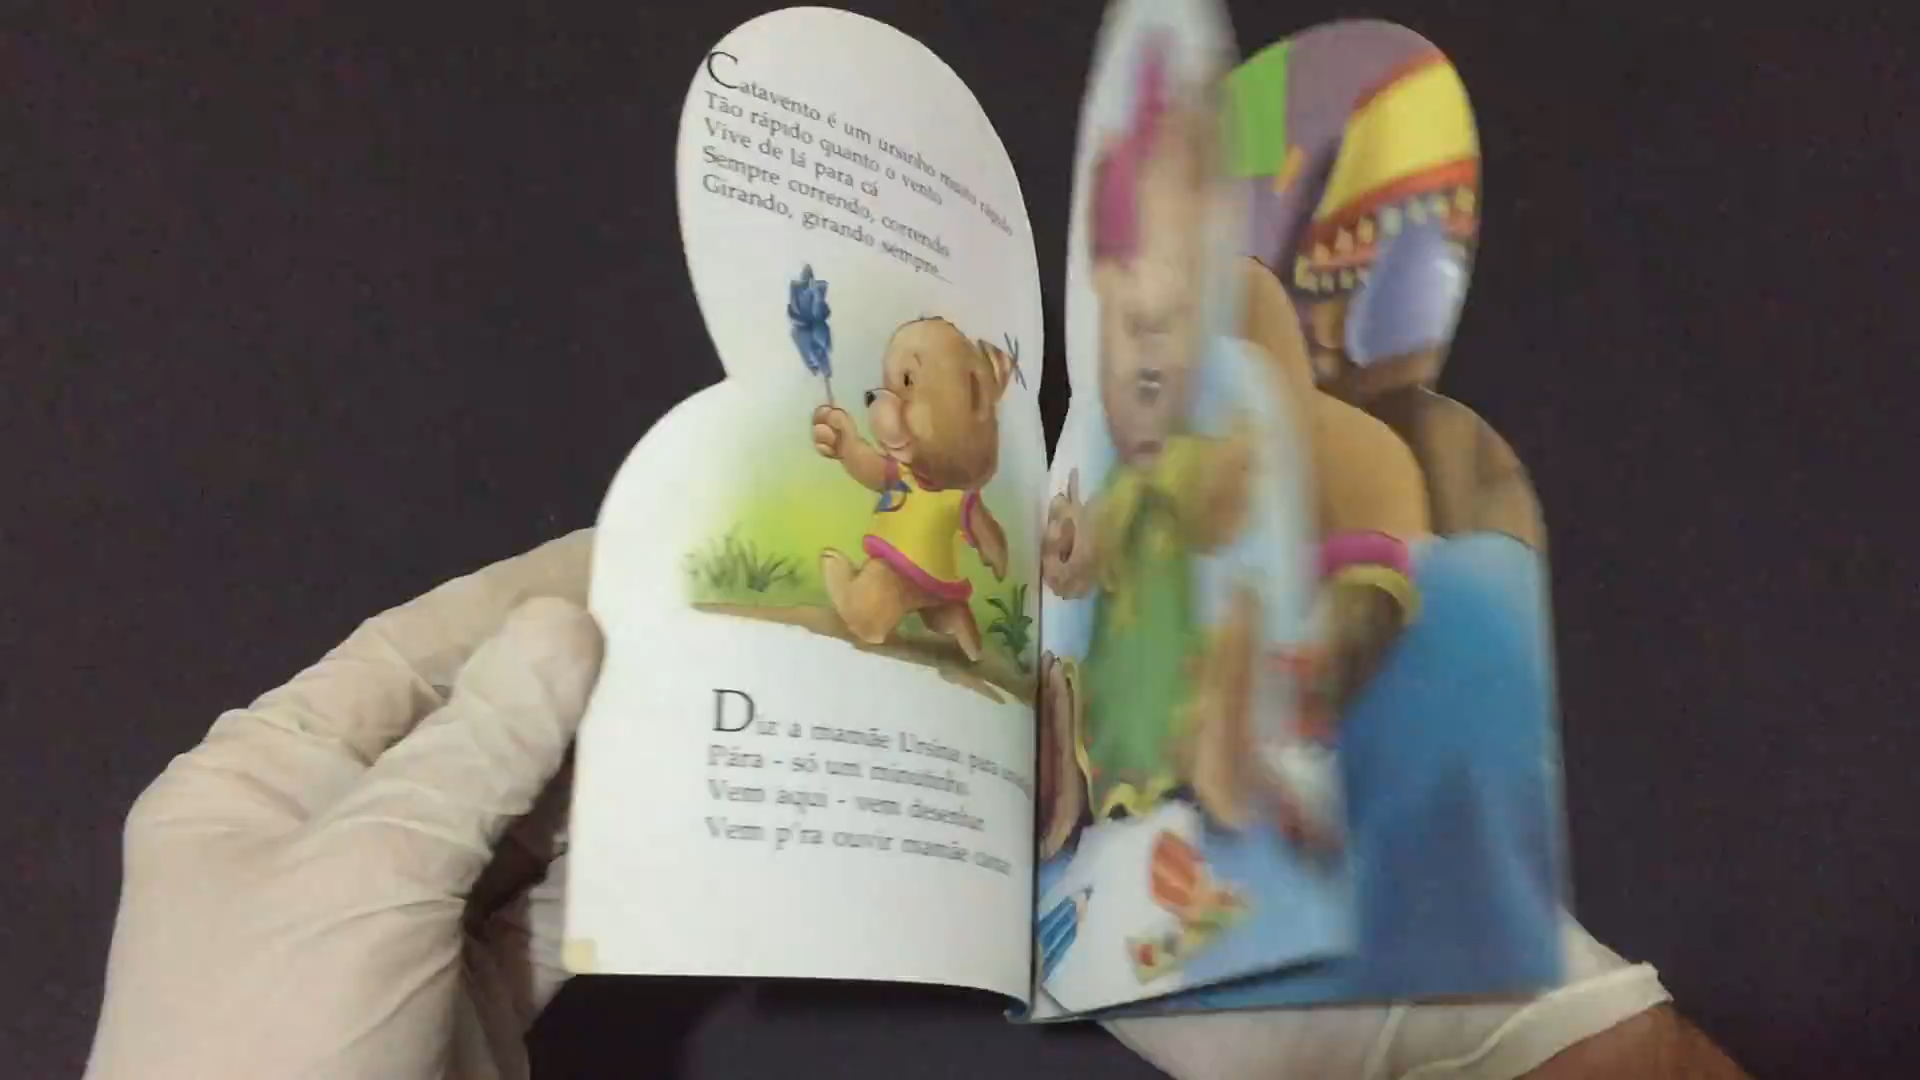 Catavento é um ursinho muito rápido
Tão rápido quanto o vento
Vive de lá para cá
Sempre correndo, correndo
Girando, girando sempre...
Diz a mamãe Ursina para
Pára - só um minutinho.
Vem aqui - vem desenhar
Vem p'ra ouvir mamãe